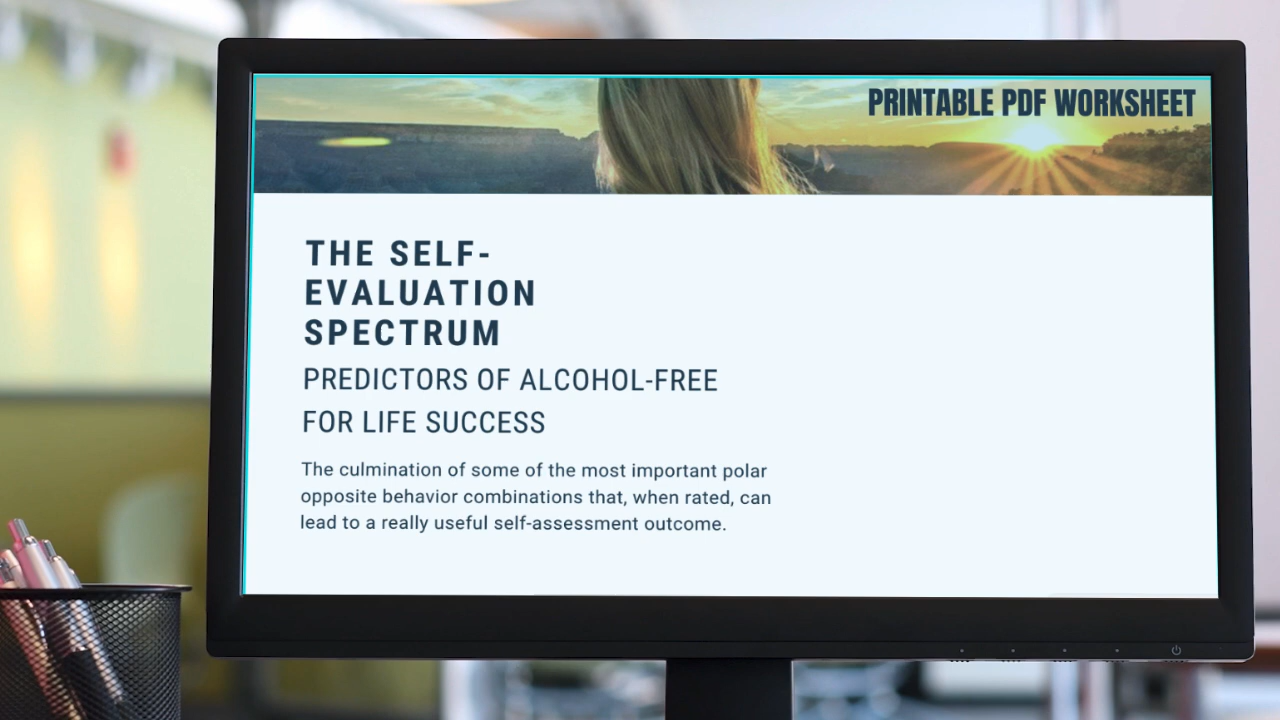 PRINTABLE PDF WORKSHEET
THE SELF-
EVALUATION
SPECTRUM
PREDICTORS OF ALCOHOL-FREE
FOR LIFE SUCCESS
The culmination of some of the most important polar
opposite behavior combinations that, when rated, can
lead to a really useful self-assessment outcome.